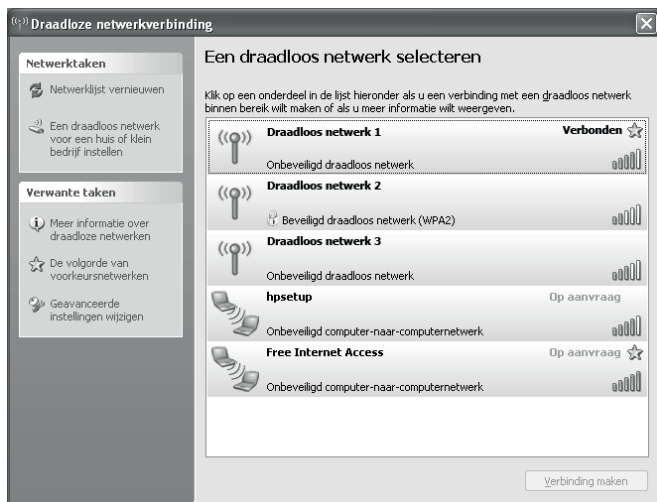 Draadloze netwerkverbinding
Netwerktaken
Netwerklijst vernieuwen
Een draadloos netwerk
voor een huis of klein
bedrijf instellen
Verwante taken
Meer informatie over
draadloze netwerken
De volgorde van
voorkeursnetwerken
Geavanceerde
instellingen wijzigen
Een draadloos netwerk selecteren
Klik op een onderdeel in de lijst hieronder als u een verbinding met een draadloos netwerk
binnen bereik wilt maken of als u meer informatie wilt weergeven.
Draadloos netwerk 1 Verbonden
Onbeveiligd draadloos netwerk
Draadloos netwerk 2
Beveiligd draadloos netwerk (WPA2)
Draadloos netwerk 3
Onbeveiligd draadloos netwerk
hpsetup Op aanvraag
Onbeveiligd computer-naar-computernetwerk
Free Internet Access Op aanvraag
Onbeveiligd computer-naar-computernetwerk
Verbinding maken